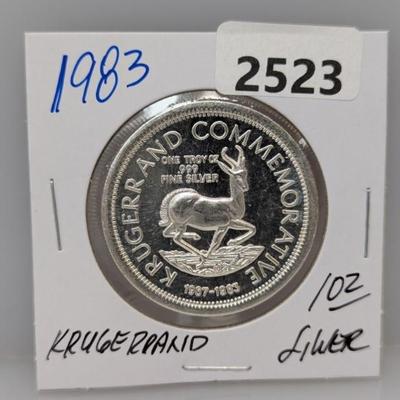 1983
2523
KRUGERRAND COMMEMORATIVE
ONE TROY OZ
.999
FINE SILVER
1967-1983
1OZ
KRUGERRAND
SILVER